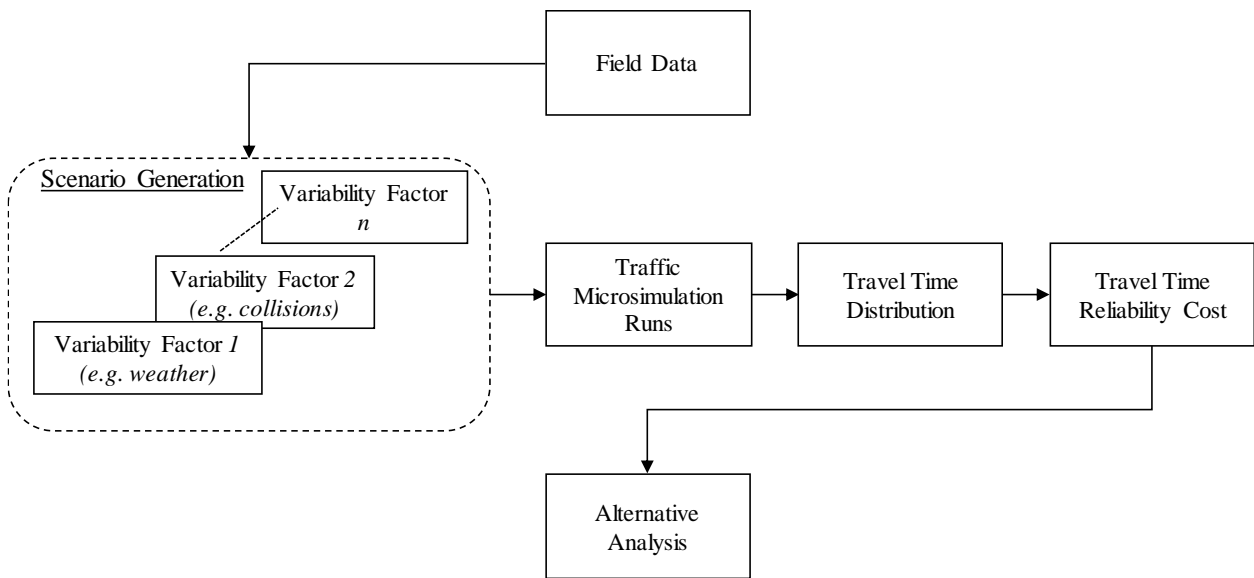 Field Data
Scenario Generation
Variability Factor
n
Variability Factor 2
(e.g. collisions)
Variability Factor 1
(e.g. weather)
Traffic
Microsimulation
Runs
Travel Time
Distribution
Travel Time
Reliability Cost
Alternative
Analysis